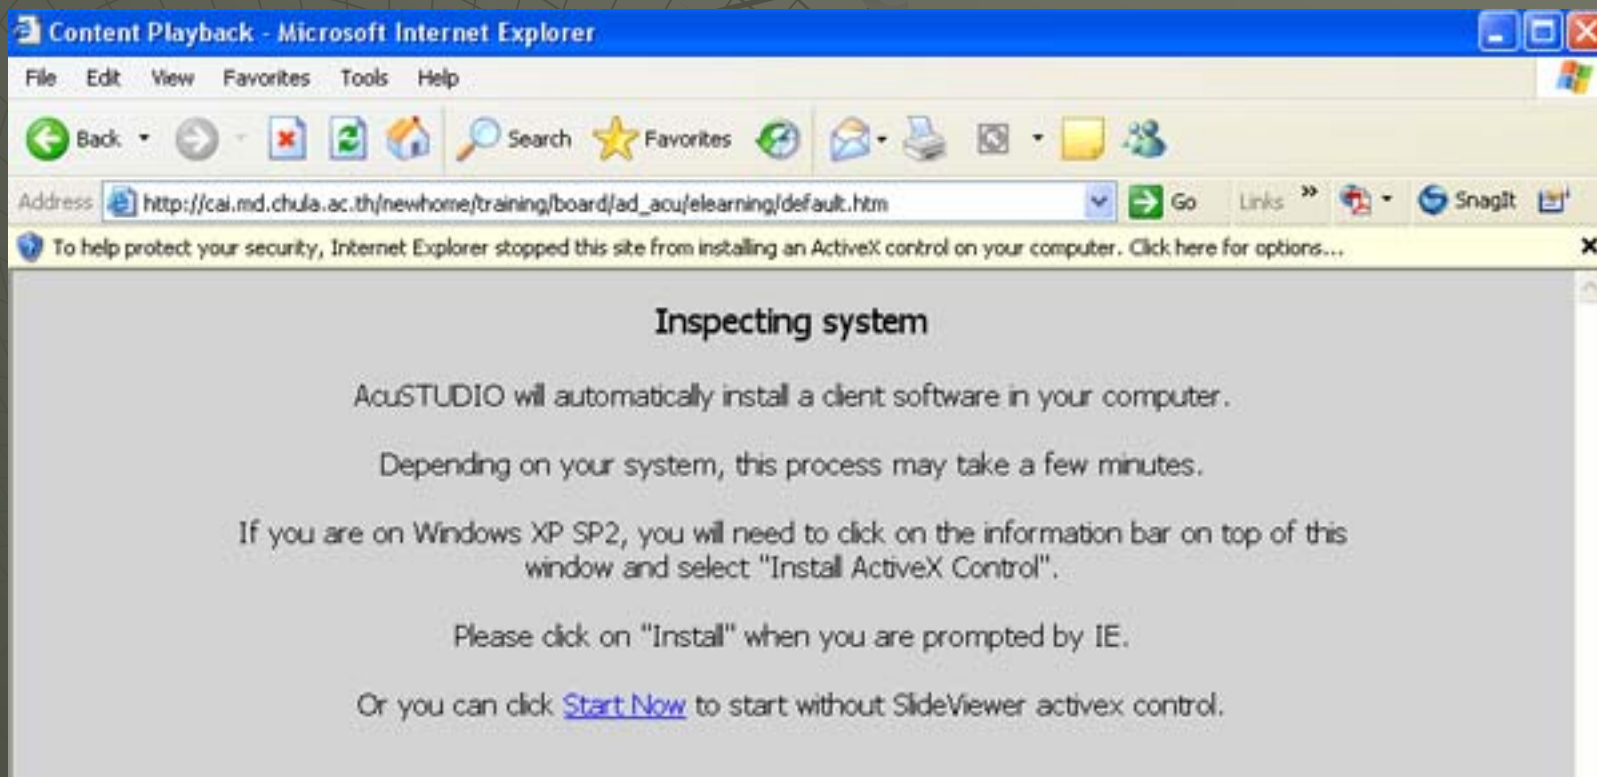 Content Playback - Microsoft Internet Explorer
File Edit View Favorites Tools Help
Back Search Favorites
Address http://cai.md.chula.ac.th/newhome/training/board/ad_acu/elearning/default.htm Go Links » SnagIt
To help protect your security, Internet Explorer stopped this site from installing an ActiveX control on your computer. Click here for options...
Inspecting system
AcuSTUDIO will automatically install a client software in your computer.
Depending on your system, this process may take a few minutes.
If you are on Windows XP SP2, you will need to click on the information bar on top of this
window and select "Install ActiveX Control".
Please click on "Install" when you are prompted by IE.
Or you can click Start Now to start without SlideViewer activex control.